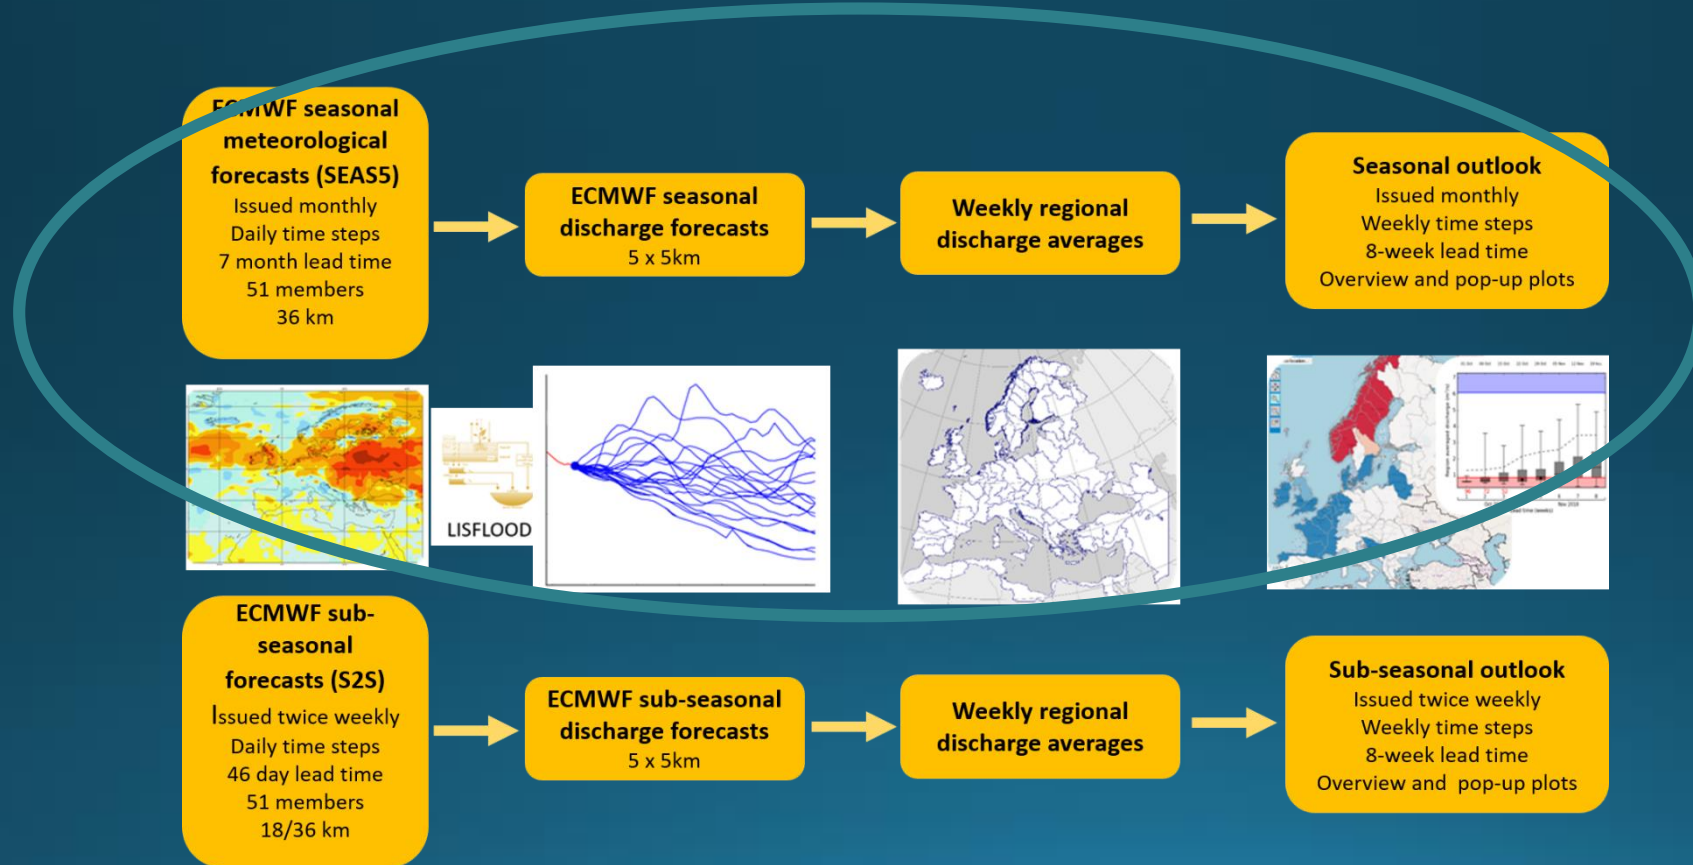 ECMWF seasonal
meteorological
forecasts (SEAS5)
Issued monthly
Daily time steps
7 month lead time
51 members
36 km
ECMWF seasonal
discharge forecasts
5 x 5km
Weekly regional
discharge averages
Seasonal outlook
Issued monthly
Weekly time steps
8-week lead time
Overview and pop-up plots
LISFLOOD
Nov 2018
ECMWF sub-
seasonal
forecasts (S2S)
Issued twice weekly
Daily time steps
46 day lead time
51 members
18/36 km
ECMWF sub-seasonal
discharge forecasts
5 x 5km
Weekly regional
discharge averages
Sub-seasonal outlook
Issued twice weekly
Weekly time steps
8-week lead time
Overview and  pop-up plots